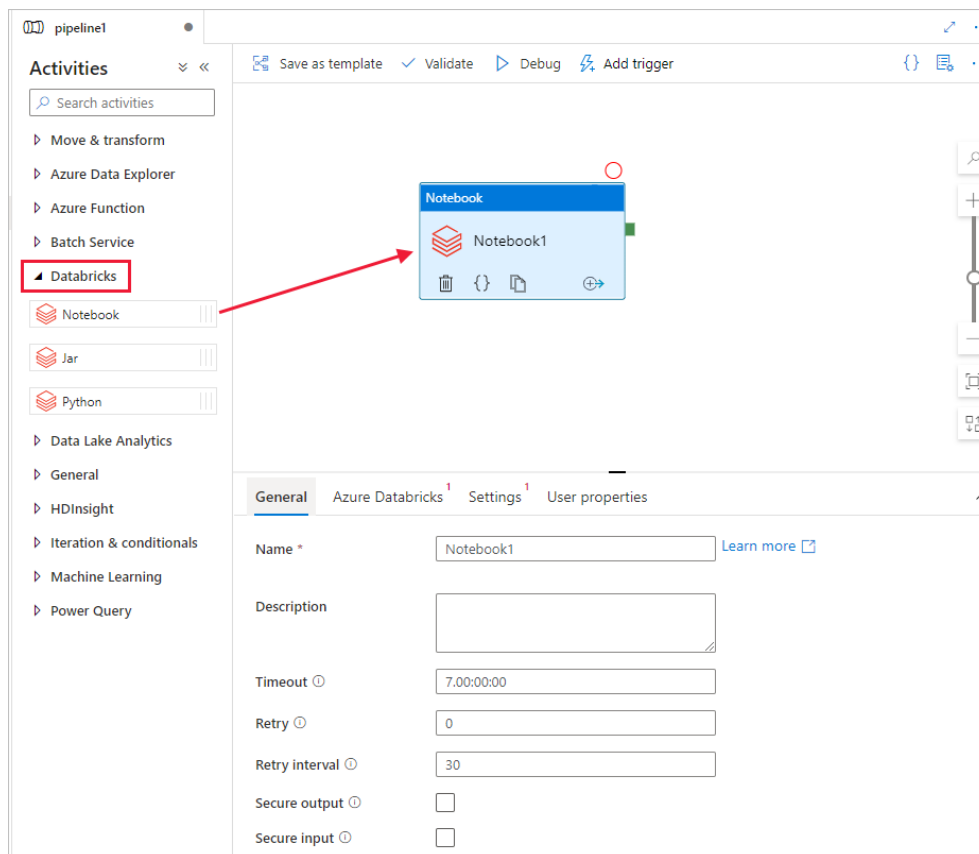 pipeline1
Activities
Search activities
Move & transform
Azure Data Explorer
Azure Function
Batch Service
Databricks
Notebook
Jar
Python
Data Lake Analytics
General
HDInsight
Iteration & conditionals
Machine Learning
Power Query
Save as template Validate Debug Add trigger {}
Notebook
Notebook1
{}
General Azure Databricks 1 Settings 1 User properties
Name * Notebook1 Learn more
Description
Timeout 7.00:00:00
Retry 0
Retry interval 30
Secure output
Secure input